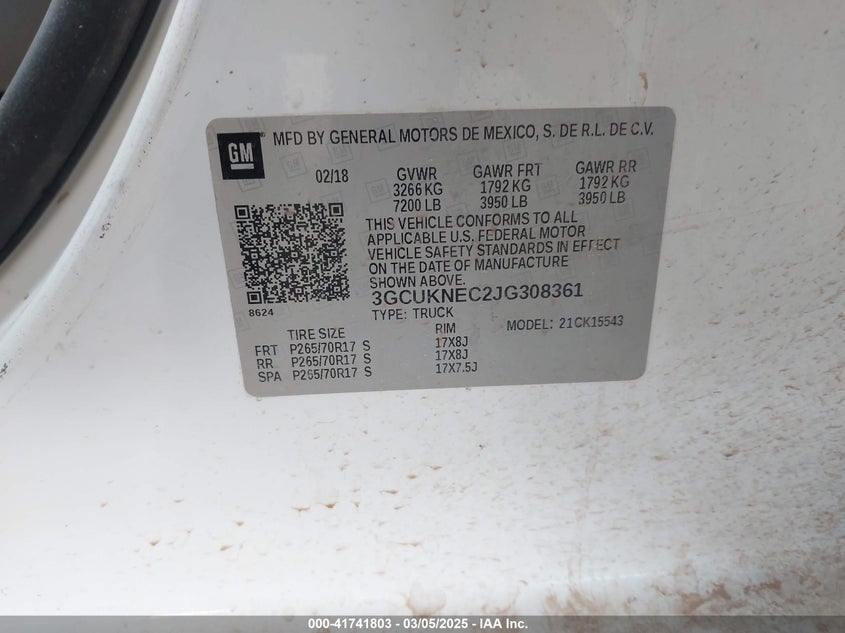 GM
MFD BY GENERAL MOTORS DE MEXICO, S. DE R.L. DE C.V.
02/18 GVWR GAWR FRT GAWR RR
3266 KG 1792 KG 1792 KG
7200 LB 3950 LB 3950 LB
THIS VEHICLE CONFORMS TO ALL
APPLICABLE U.S. FEDERAL MOTOR
VEHICLE SAFETY STANDARDS IN EFFECT
ON THE DATE OF MANUFACTURE
SHOWN ABOVE.
8624 3GCUKNEC2JG308361
TYPE: TRUCK MODEL: 21CK15543
TIRE SIZE RIM
FRT P265/70R17 S 17X8J
RR P265/70R17 S 17X8J
SPA P265/70R17 S 17X7.5J
000-41741803 / 03/05/2025 - © IAA Inc.